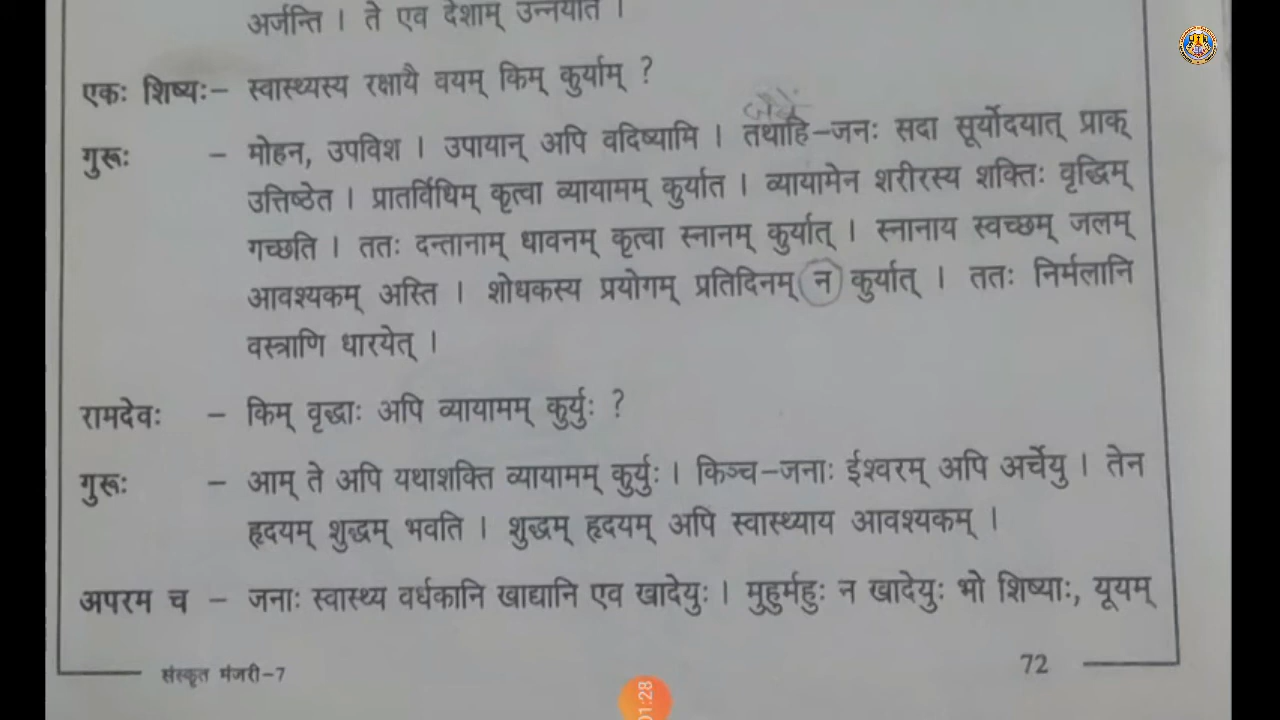 अर्जन्ति । ते एव देशाम् उन्नयति ।
एकः शिष्यः– स्वास्थ्यस्य रक्षायै वयम् किम् कुर्याम् ?
गुरूः – मोहन, उपविश । उपायान् अपि वदिष्यामि । तथाहि–जनः सदा सूर्योदयात् प्राक्
उत्तिष्ठेत । प्रातर्विधिम् कृत्वा व्यायामम् कुर्यात । व्यायामेन शरीरस्य शक्तिः वृद्धिम्
गच्छति । ततः दन्तानाम् धावनम् कृत्वा स्नानम् कुर्यात् । स्नानाय स्वच्छम् जलम्
आवश्यकम् अस्ति । शोधकस्य प्रयोगम् प्रतिदिनम् न कुर्यात् । ततः निर्मलानि
वस्त्राणि धारयेत् ।
रामदेवः – किम् वृद्धाः अपि व्यायामम् कुर्युः ?
गुरूः – आम् ते अपि यथाशक्ति व्यायामम् कुर्युः । किञ्च–जनाः ईश्वरम् अपि अर्चेयु । तेन
हृदयम् शुद्धम् भवति । शुद्धम् हृदयम् अपि स्वास्थ्याय आवश्यकम् ।
अपरम च – जनाः स्वास्थ्य वर्धकानि खाद्यानि एव खादेयुः । मुहुर्महुः न खादेयुः भो शिष्याः, यूयम्
संस्कृत मंजरी–7 72
01:28